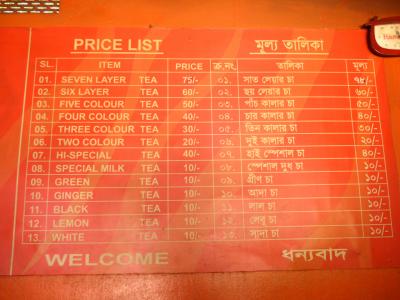 PRICE LIST মূল্য তালিকা
SL. ITEM PRICE ক্র.নং. তালিকা মূল্য
01. SEVEN LAYER TEA 75/- ০১. সাত লেয়ার চা ৭৫/-
02. SIX LAYER TEA 60/- ০২. ছয় লেয়ার চা ৬০/-
03. FIVE COLOUR TEA 50/- ০৩. পাঁচ কালার চা ৫০/-
04. FOUR COLOUR TEA 40/- ০৪. চার কালার চা ৪০/-
05. THREE COLOUR TEA 30/- ০৫. তিন কালার চা ৩০/-
06. TWO COLOUR TEA 20/- ০৬. দুই কালার চা ২০/-
07. HI-SPECIAL TEA 40/- ০৭. হাই স্পেশাল চা ৪০/-
08. SPECIAL MILK TEA 10/- ০৮. স্পেশাল দুধ চা ১০/-
09. GREEN TEA 10/- ০৯. গ্রীণ চা ১০/-
10. GINGER TEA 10/- ১০. আদা চা ১০/-
11. BLACK TEA 10/- ১১. লাল চা ১০/-
12. LEMON TEA 10/- ১২. লেবু চা ১০/-
13. WHITE TEA 10/- ১৩. সাদা চা ১০/-
WELCOME ধন্যবাদ